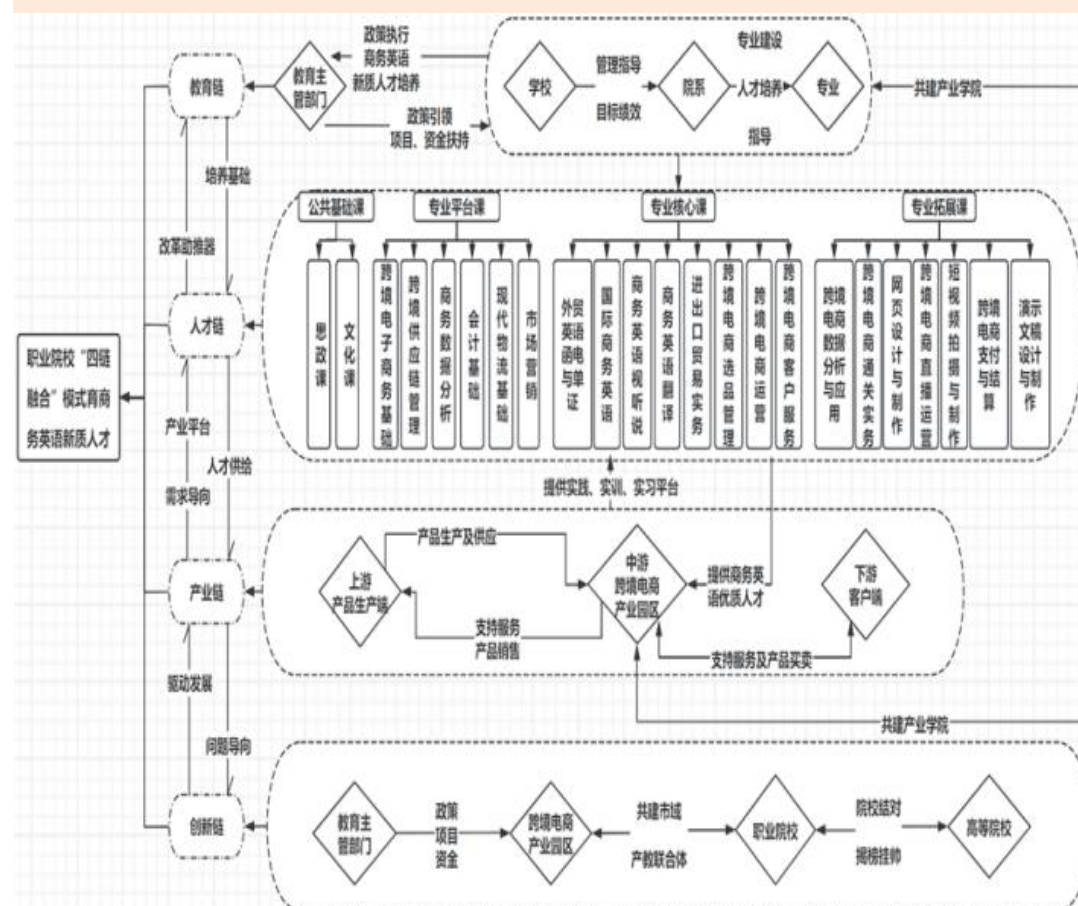 政策执行
商务英语
新质人才培养
教育主
管部门
政策引领
项目、资金扶持
专业建设
学校
管理指导
目标绩效
院系
人才培养
专业
指导
共建产业学院
教育链
培养基础
改革助推器
人才链
公共基础课
专业平台课
专业核心课
专业拓展课
思政课
文化课
跨境电子商务基础
跨境供应链管理
商务数据分析
会计基础
现代物流基础
市场营销
外贸英语函电与单证
国际商务英语
商务英语视听说
商务英语翻译
进出口贸易实务
跨境电商选品管理
跨境电商运营
跨境电商客户服务
跨境电商数据分析与应用
跨境电商通关实务
网页设计与制作
跨境电商直播运营
短视频拍摄与制作
跨境电商支付与结算
演示文稿设计与制作
职业院校“四链
融合”模式育商
务英语新质人才
产业平台
人才供给
需求导向
提供实践、实训、实习平台
产业链
上游
产品生产端
产品生产及供应
支持服务
产品销售
中游
跨境电商
产业园区
提供商务英
语优质人才
下游
客户端
支持服务及产品买卖
驱动发展
问题导向
共建产业学院
创新链
教育主
管部门
政策
项目
资金
跨境电商
产业园区
共建市域
产教联合体
职业院校
院校结对
揭榜挂帅
高等院校